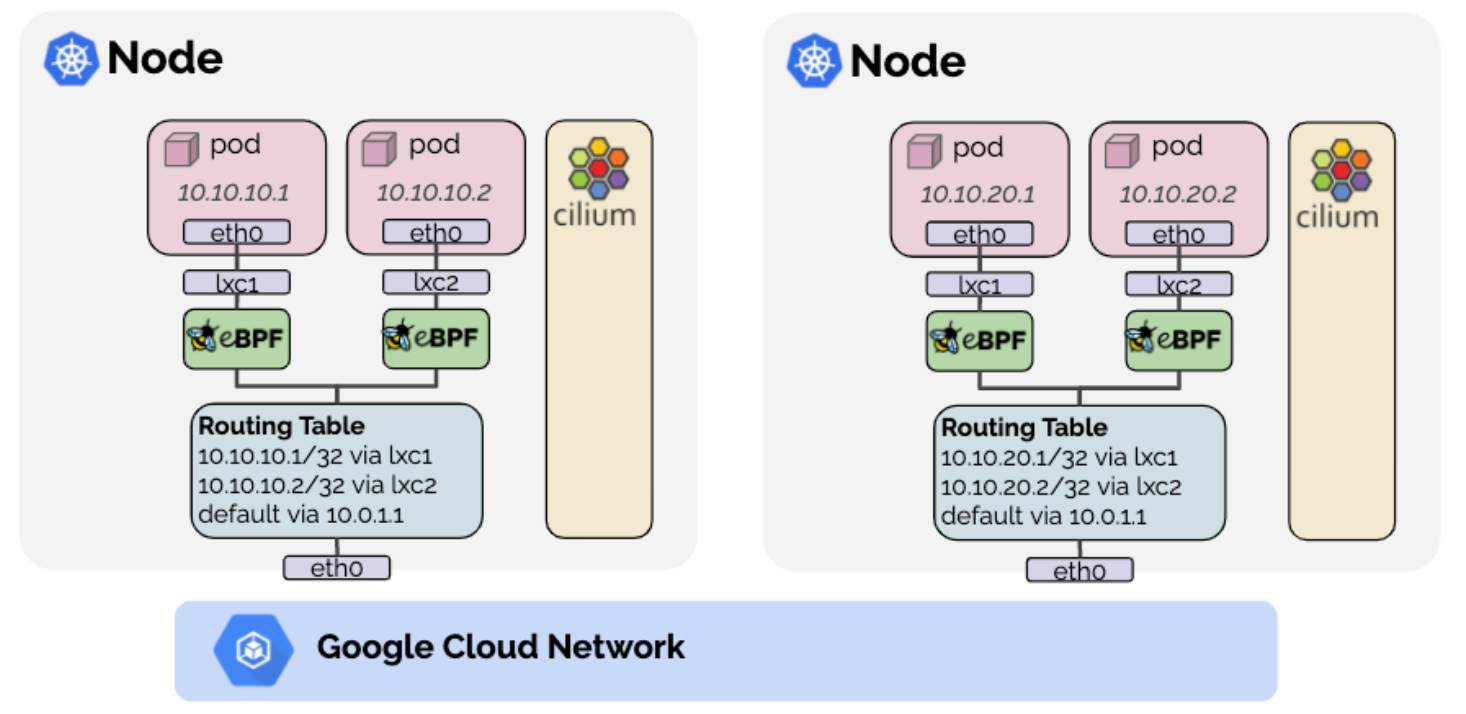 Node
pod
10.10.10.1
eth0
lxc1
eBPF
pod
10.10.10.2
eth0
lxc2
eBPF
cilium
Routing Table
10.10.10.1/32 via lxc1
10.10.10.2/32 via lxc2
default via 10.0.1.1
eth0
Node
pod
10.10.20.1
eth0
lxc1
eBPF
pod
10.10.20.2
eth0
lxc2
eBPF
cilium
Routing Table
10.10.20.1/32 via lxc1
10.10.20.2/32 via lxc2
default via 10.0.1.1
eth0
Google Cloud Network